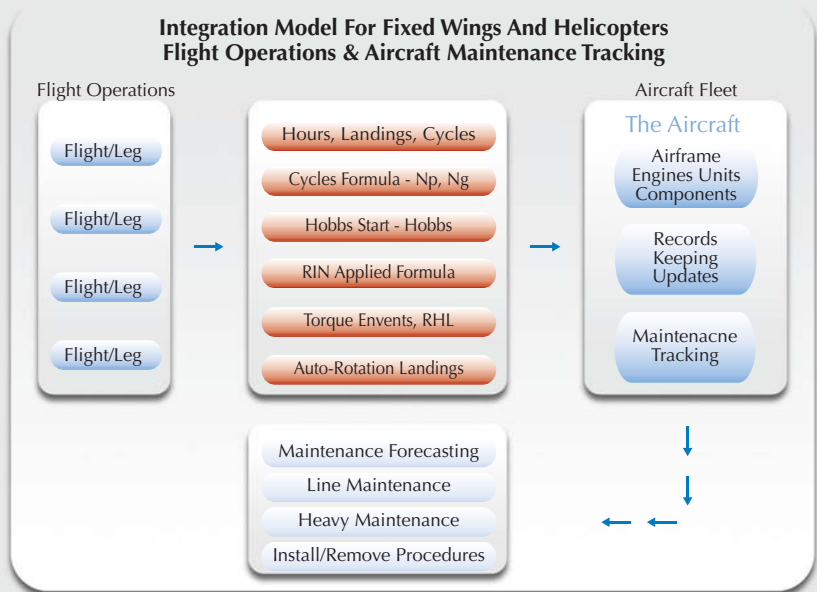 Integration Model For Fixed Wings And Helicopters
Flight Operations & Aircraft Maintenance Tracking
Flight Operations
Flight/Leg
Flight/Leg
Flight/Leg
Flight/Leg
Hours, Landings, Cycles
Cycles Formula - Np, Ng
Hobbs Start - Hobbs
RIN Applied Formula
Torque Envents, RHL
Auto-Rotation Landings
Aircraft Fleet
The Aircraft
Airframe
Engines Units
Components
Records
Keeping
Updates
Maintenacne
Tracking
Maintenance Forecasting
Line Maintenance
Heavy Maintenance
Install/Remove Procedures